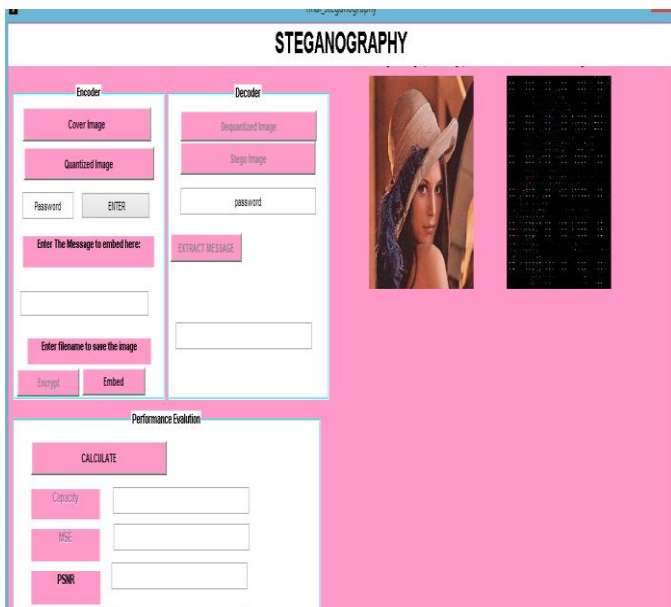 final_steganography
STEGANOGRAPHY
Encoder
Cover Image
Quantized Image
Password
ENTER
Enter The Message to embed here:
Enter filename to save the image
Encrypt
Embed
Decoder
Dequantized Image
Stego Image
password
EXTRACT MESSAGE
Performance Evalution
CALCULATE
Capacity
MSE
PSNR